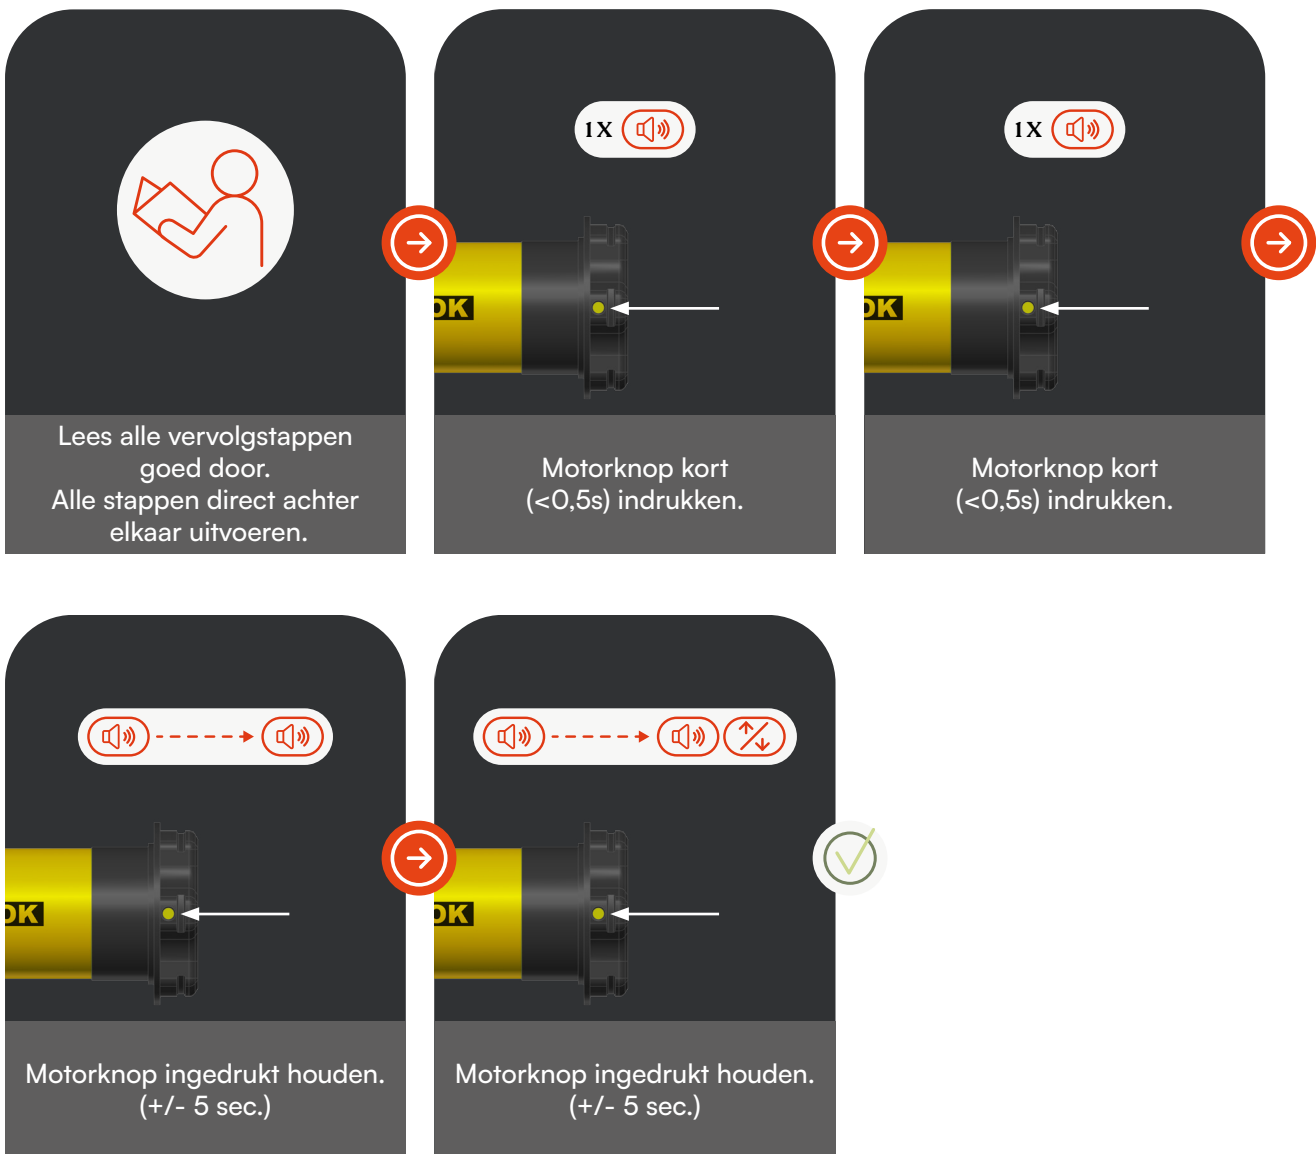 Lees alle vervolgstappen
goed door.
Alle stappen direct achter
elkaar uitvoeren.
1X
OK
Motorknop kort
(<0,5s) indrukken.
1X
OK
Motorknop kort
(<0,5s) indrukken.
OK
Motorknop ingedrukt houden.
(+/- 5 sec.)
OK
Motorknop ingedrukt houden.
(+/- 5 sec.)